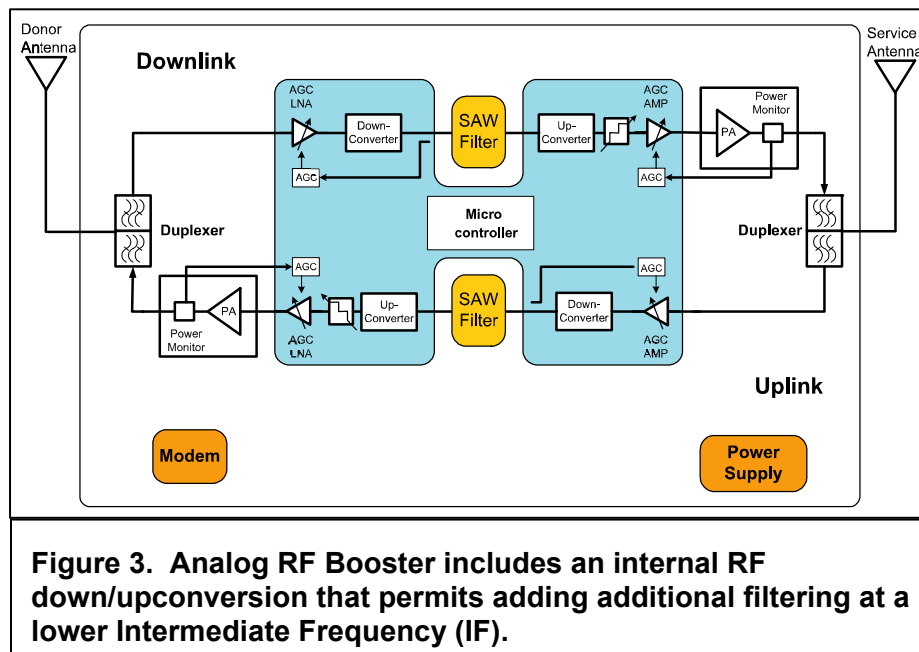 Donor
Antenna
Service
Antenna
Downlink
AGC
LNA
Down-
Converter
SAW
Filter
Up-
Converter
AGC
AMP
Power
Monitor
PA
AGC
AGC
Micro
controller
Duplexer
Duplexer
AGC
AGC
PA
Power
Monitor
AGC
LNA
Up-
Converter
SAW
Filter
Down-
Converter
AGC
AMP
Uplink
Modem
Power
Supply
Figure 3.  Analog RF Booster includes an internal RF
down/upconversion that permits adding additional filtering at a
lower Intermediate Frequency (IF).